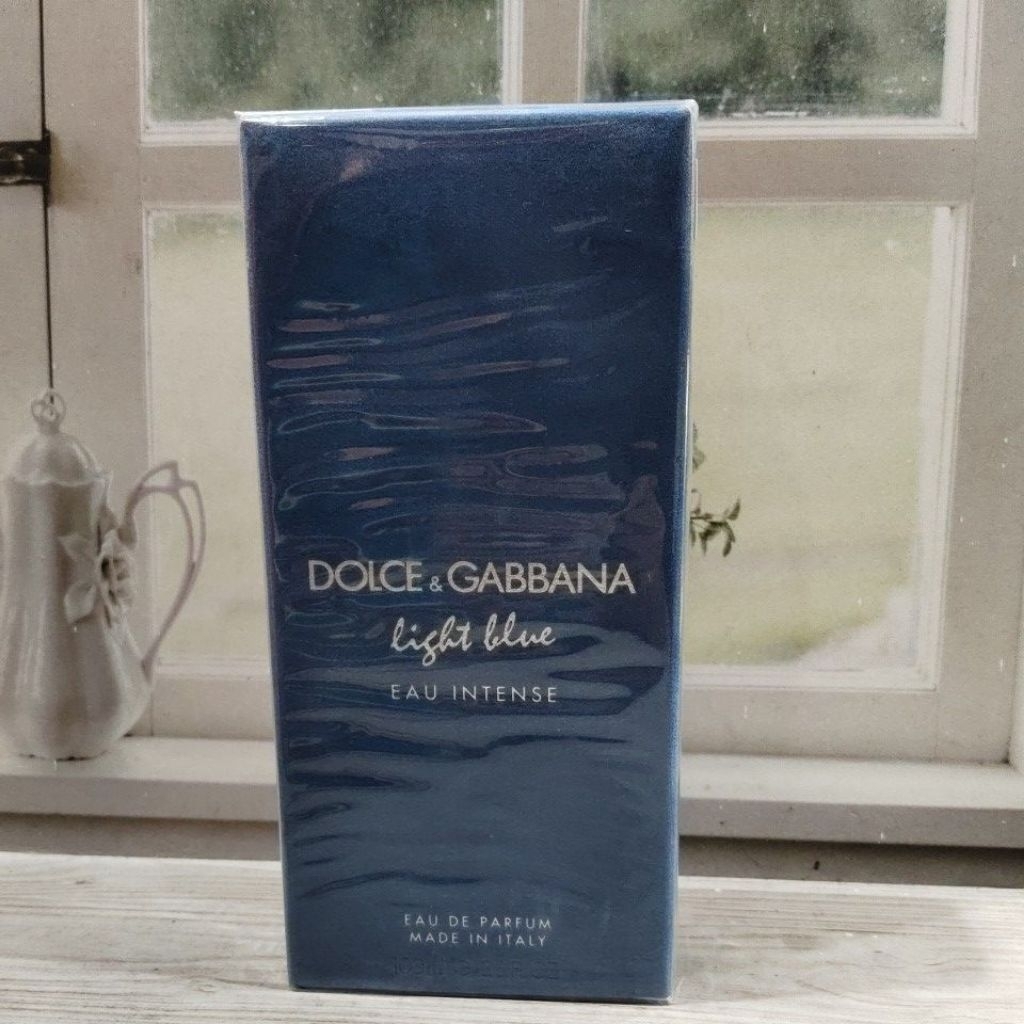 DOLCE & GABBANA
light blue
EAU INTENSE
EAU DE PARFUM
MADE IN ITALY